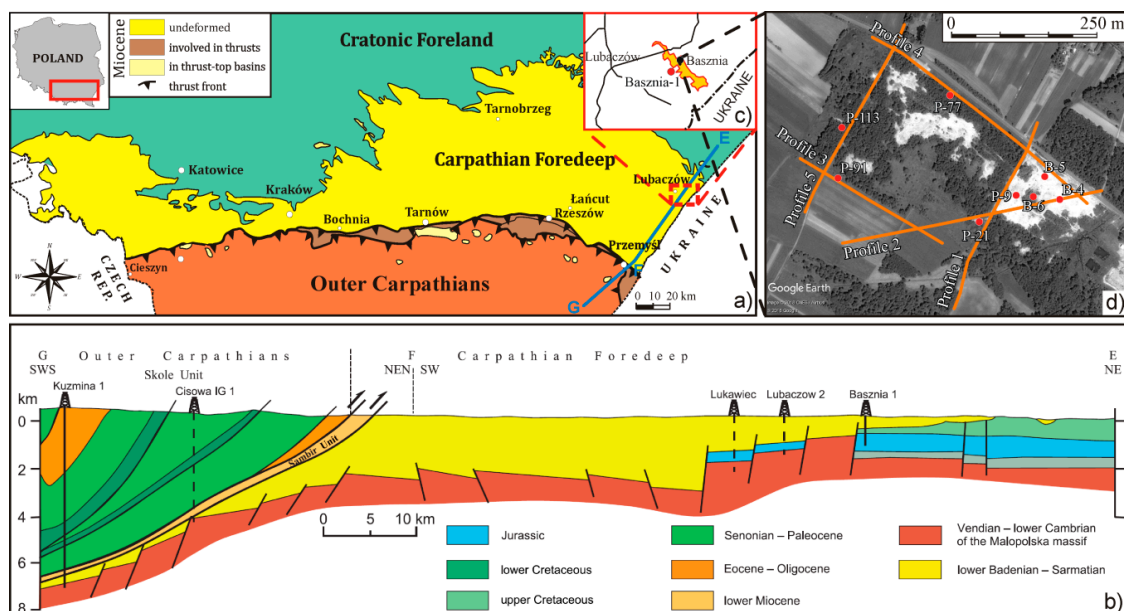 POLAND
Miocene
undeformed
involved in thrusts
in thrust-top basins
thrust front
Cratonic Foreland
Tarnobrzeg
Katowice
Kraków
Carpathian Foredeep
Lubaczów
E
Bochnia
Tarnów
Łańcut
Rzeszów
Przemyśl
F
G
UKRAINE
Cieszyn
CZECH
REP.
Outer Carpathians
N
E
S
W
0 10 20 km
a)
Lubaczów
Basznia
Basznia-1
UKRAINE
c)
0 250 m
Profile 4
P-77
P-113
Profile 3
P-91
Profile 5
B-5
P-9
B-4
B-6
P-21
Profile 2
Profile 1
Google Earth
d)
G
SWS
Outer Carpathians
F
NEN
SW
Carpathian Foredeep
E
NE
Kuzmina 1
Skole Unit
Cisowa IG 1
Lukawiec
Lubaczow 2
Basznia 1
km
0
2
4
6
8
Sambir Unit
0 5 10 km
Jurassic
lower Cretaceous
upper Cretaceous
Senonian – Paleocene
Eocene – Oligocene
lower Miocene
Vendian – lower Cambrian
of the Malopolska massif
lower Badenian – Sarmatian
b)